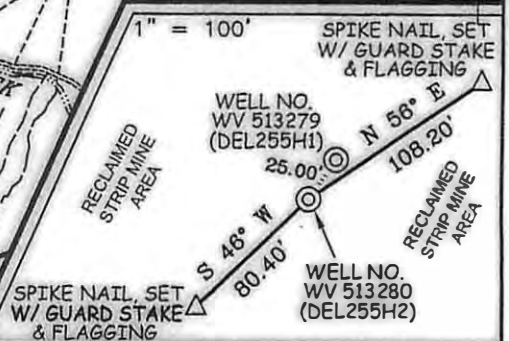 1" = 100'
SPIKE NAIL, SET
W/ GUARD STAKE
& FLAGGING
WELL NO.
WV 513279
(DEL255H1)
25.00'
N 56° E
108.20'
RECLAIMED
STRIP MINE
AREA
RECLAIMED
STRIP MINE
AREA
S 46° W
80.40'
WELL NO.
WV 513280
(DEL255H2)
SPIKE NAIL, SET
W/ GUARD STAKE
& FLAGGING